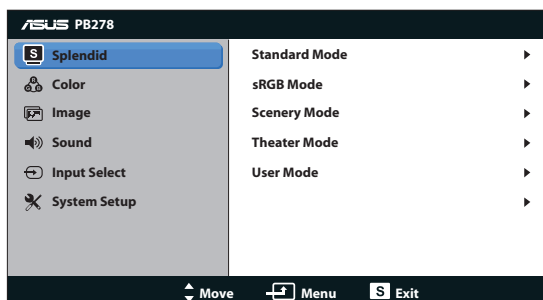 ASUS PB278
S Splendid
Color
Image
Sound
Input Select
System Setup
Standard Mode
sRGB Mode
Scenery Mode
Theater Mode
User Mode
Move Menu S Exit